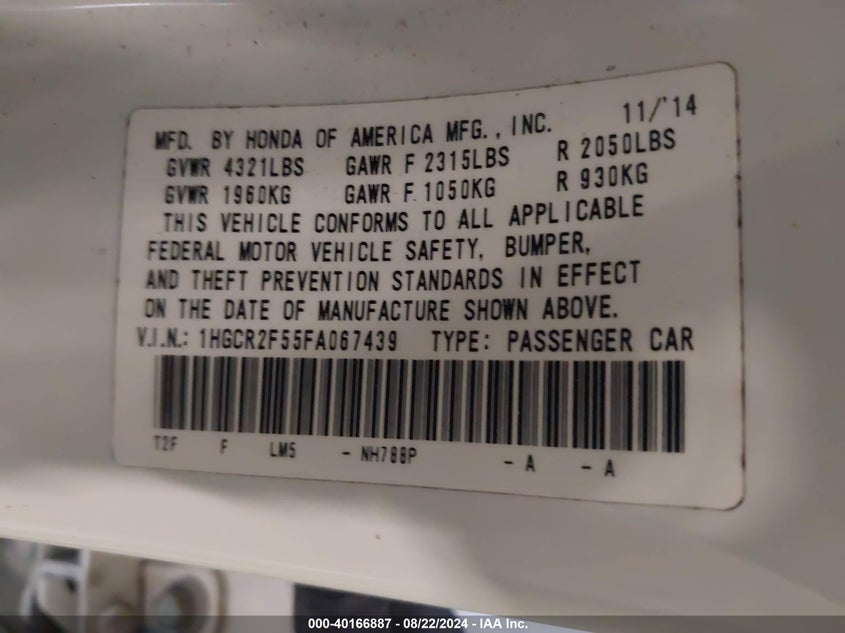 11/'14
MFD. BY HONDA OF AMERICA MFG., INC.
GVWR 4321LBS GAWR F 2315LBS R 2050LBS
GVWR 1960KG GAWR F 1050KG R 930KG
THIS VEHICLE CONFORMS TO ALL APPLICABLE
FEDERAL MOTOR VEHICLE SAFETY, BUMPER,
AND THEFT PREVENTION STANDARDS IN EFFECT
ON THE DATE OF MANUFACTURE SHOWN ABOVE.
V.I.N.: 1HGCR2F55FA067439 TYPE: PASSENGER CAR
T2F F LM5 - NH788P - A - A
000-40166887 - 08/22/2024 - IAA Inc.